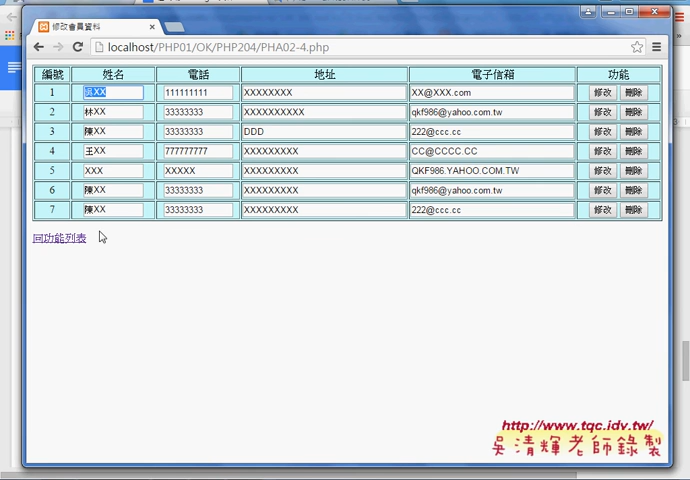 修改會員資料
localhost/PHP01/OK/PHP204/PHA02-4.php
編號 姓名 電話 地址 電子信箱 功能
1 吳XX 111111111 XXXXXXXX XX@XXX.com 修改 刪除
2 林XX 33333333 XXXXXXXXXX qkf986@yahoo.com.tw 修改 刪除
3 陳XX 33333333 DDD 222@ccc.cc 修改 刪除
4 王XX 777777777 XXXXXXXXX CC@CCCC.CC 修改 刪除
5 XXX XXXXX XXXXXXXXX QKF986.YAHOO.COM.TW 修改 刪除
6 陳XX 33333333 XXXXXXXXX qkf986@yahoo.com.tw 修改 刪除
7 陳XX 33333333 XXXXXXXXX 222@ccc.cc 修改 刪除
回功能列表
http://www.tqc.idv.tw/
吳清輝老師錄製